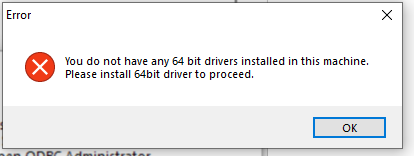 Error
You do not have any 64 bit drivers installed in this machine.
Please install 64bit driver to proceed.
OK
ODBC Administrator